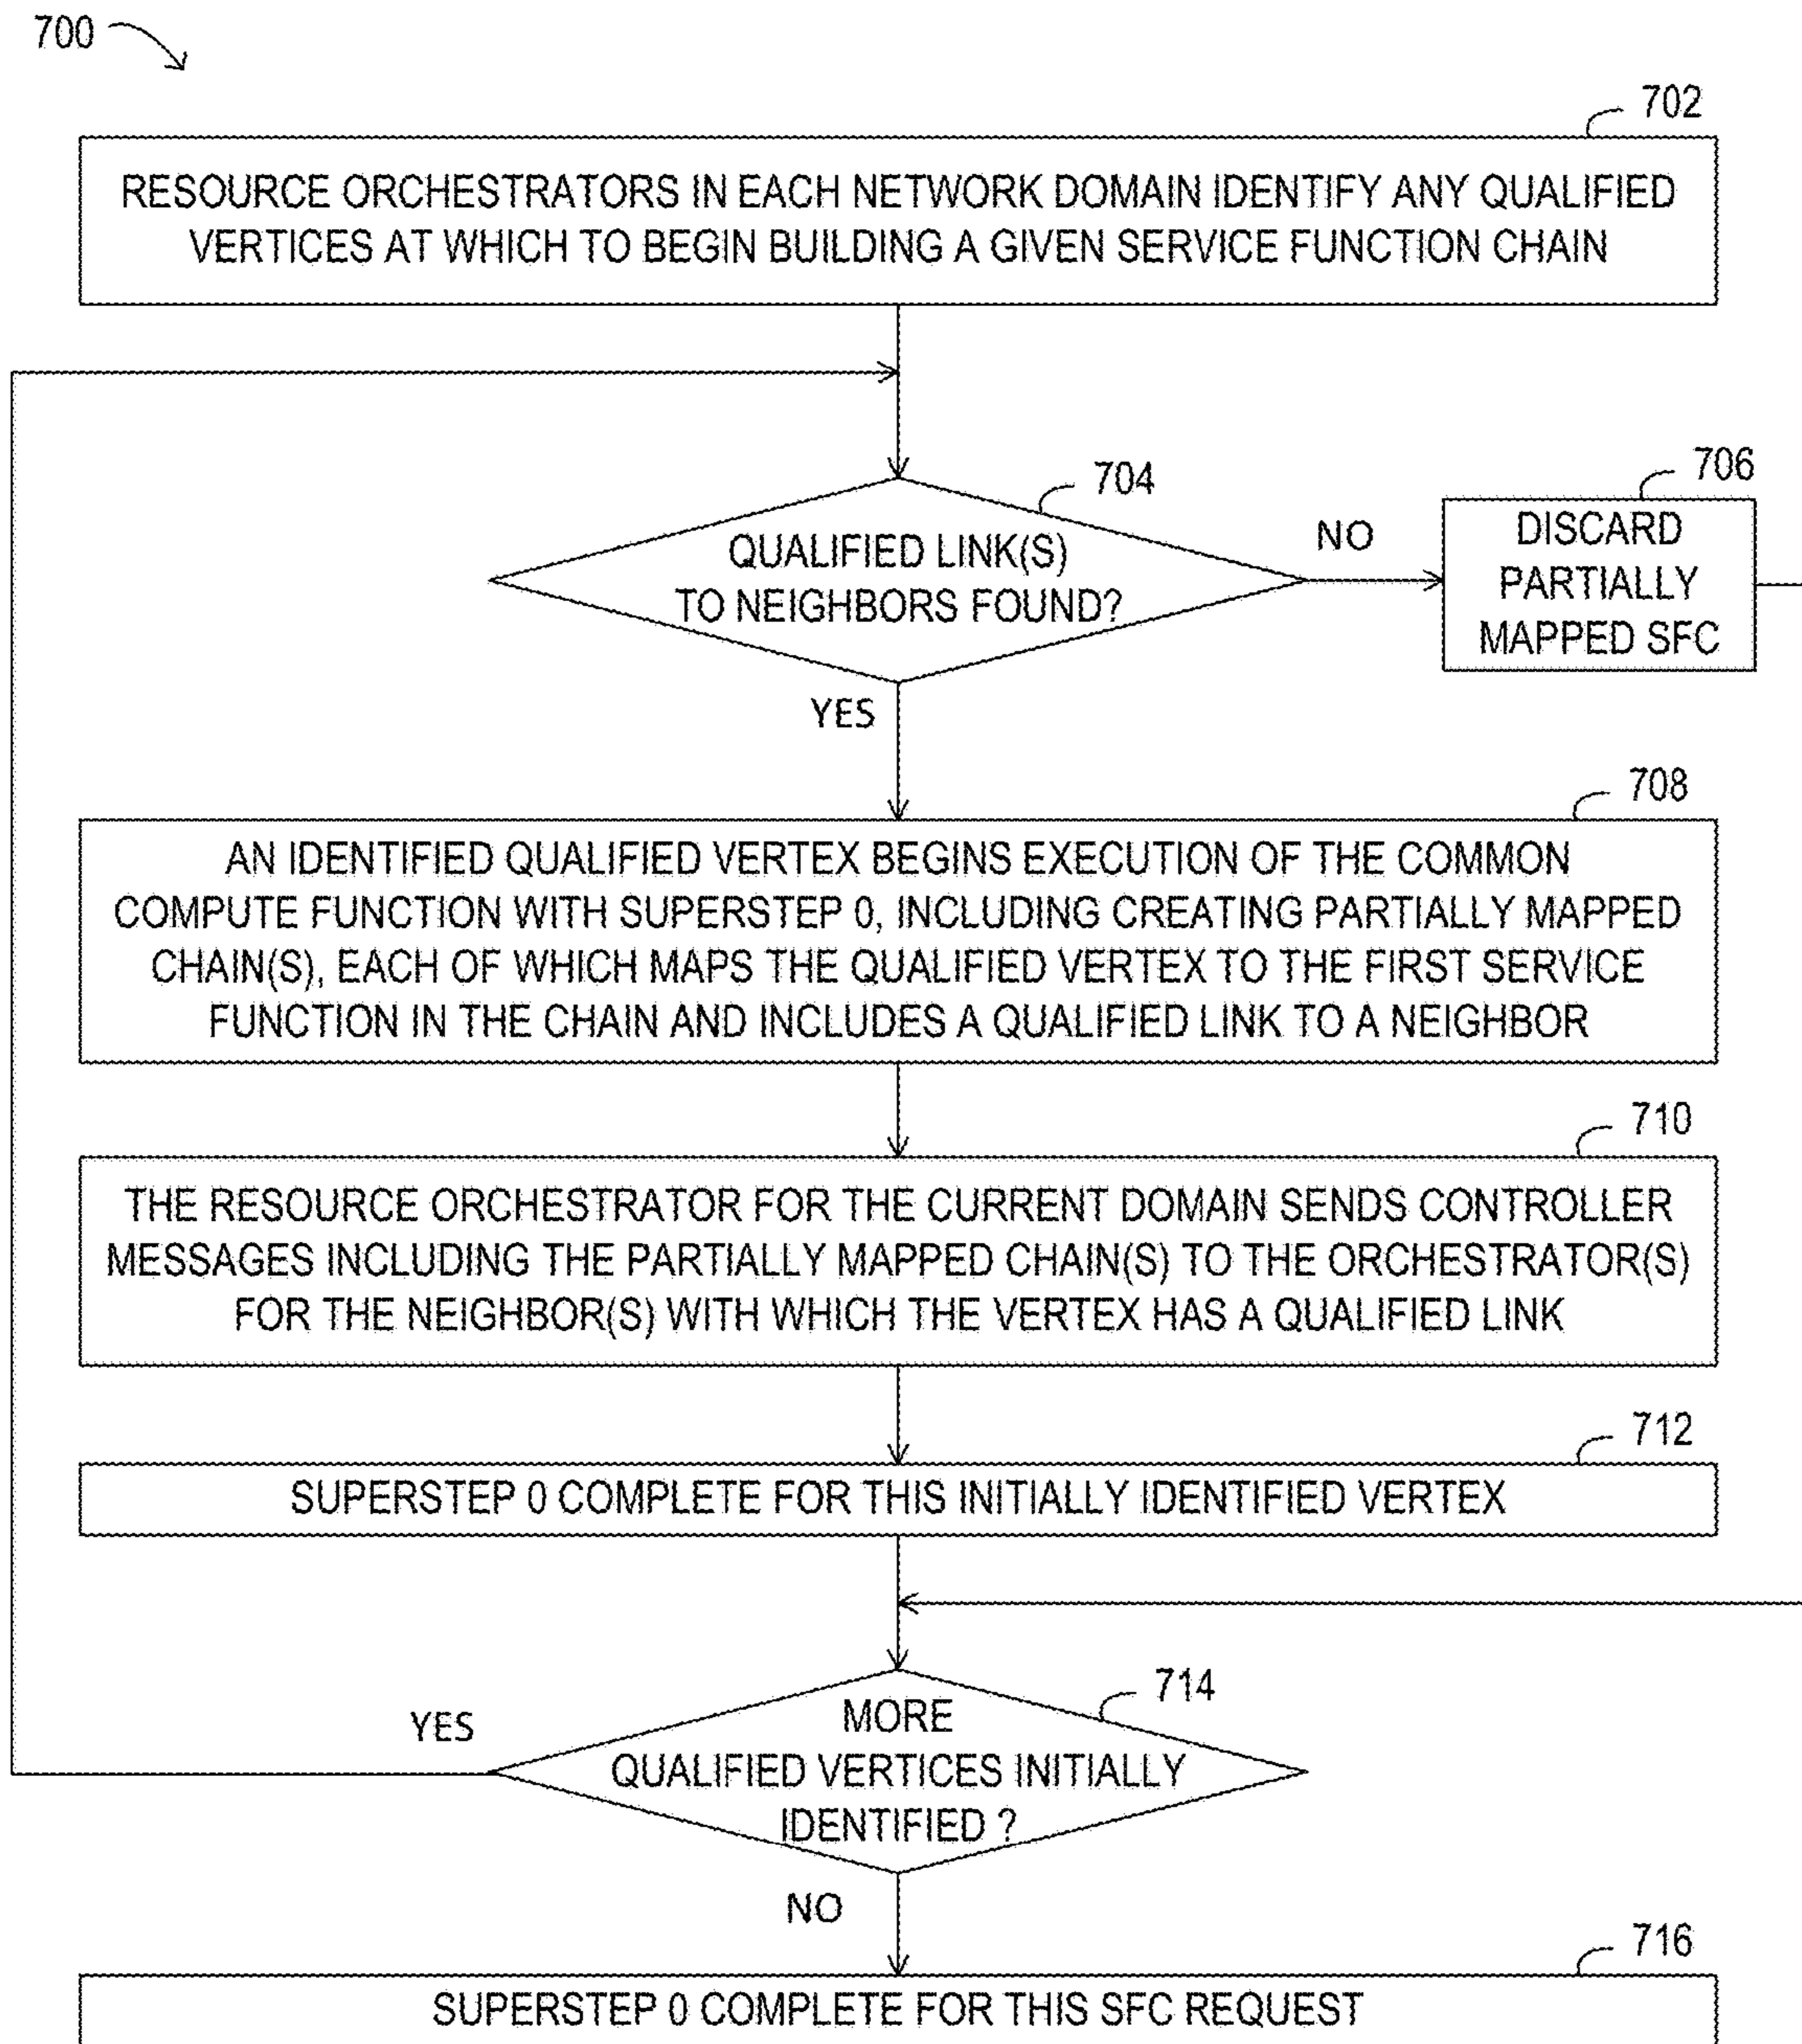 700
702
RESOURCE ORCHESTRATORS IN EACH NETWORK DOMAIN IDENTIFY ANY QUALIFIED
VERTICES AT WHICH TO BEGIN BUILDING A GIVEN SERVICE FUNCTION CHAIN
704
QUALIFIED LINK(S)
TO NEIGHBORS FOUND?
NO
706
DISCARD
PARTIALLY
MAPPED SFC
YES
708
AN IDENTIFIED QUALIFIED VERTEX BEGINS EXECUTION OF THE COMMON
COMPUTE FUNCTION WITH SUPERSTEP 0, INCLUDING CREATING PARTIALLY MAPPED
CHAIN(S), EACH OF WHICH MAPS THE QUALIFIED VERTEX TO THE FIRST SERVICE
FUNCTION IN THE CHAIN AND INCLUDES A QUALIFIED LINK TO A NEIGHBOR
710
THE RESOURCE ORCHESTRATOR FOR THE CURRENT DOMAIN SENDS CONTROLLER
MESSAGES INCLUDING THE PARTIALLY MAPPED CHAIN(S) TO THE ORCHESTRATOR(S)
FOR THE NEIGHBOR(S) WITH WHICH THE VERTEX HAS A QUALIFIED LINK
712
SUPERSTEP 0 COMPLETE FOR THIS INITIALLY IDENTIFIED VERTEX
714
MORE
QUALIFIED VERTICES INITIALLY
IDENTIFIED ?
YES
NO
716
SUPERSTEP 0 COMPLETE FOR THIS SFC REQUEST